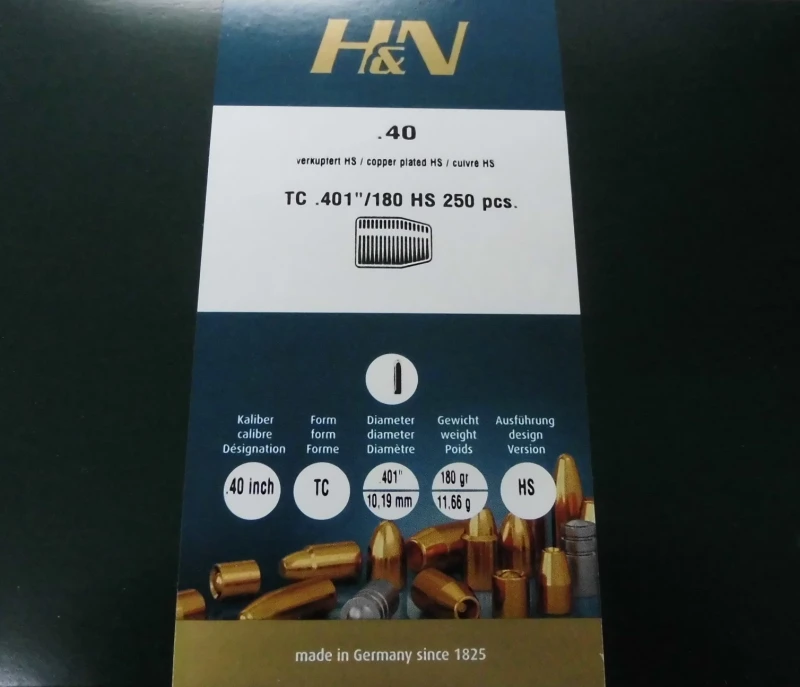 H&N
.40
verkupfert HS / copper plated HS / cuivré HS
TC .401"/180 HS 250 pcs.
Kaliber
calibre
Désignation
.40 inch
Form
form
Forme
TC
Diameter
diameter
Diamètre
.401"
10,19 mm
Gewicht
weight
Poids
180 gr
11,66 g
Ausführung
design
Version
HS
made in Germany since 1825